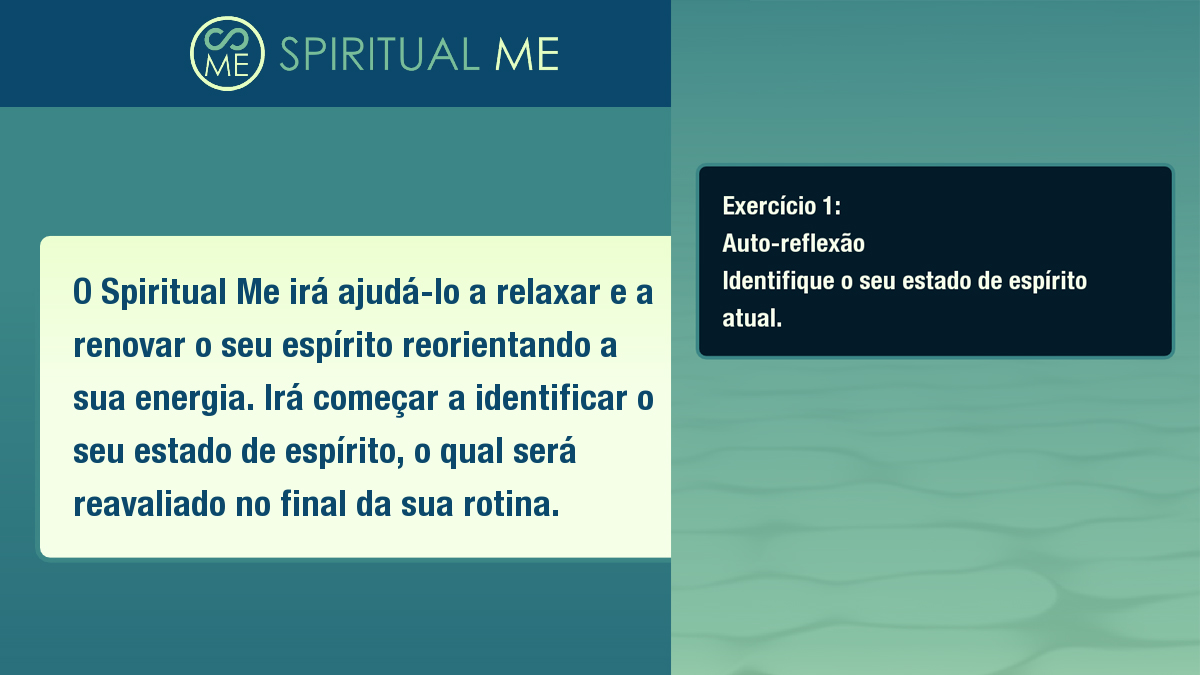 ME
SPIRITUAL ME
O Spiritual Me irá ajudá-lo a relaxar e a
renovar o seu espírito reorientando a
sua energia. Irá começar a identificar o
seu estado de espírito, o qual será
reavaliado no final da sua rotina.
Exercício 1:
Auto-reflexão
Identifique o seu estado de espírito
atual.